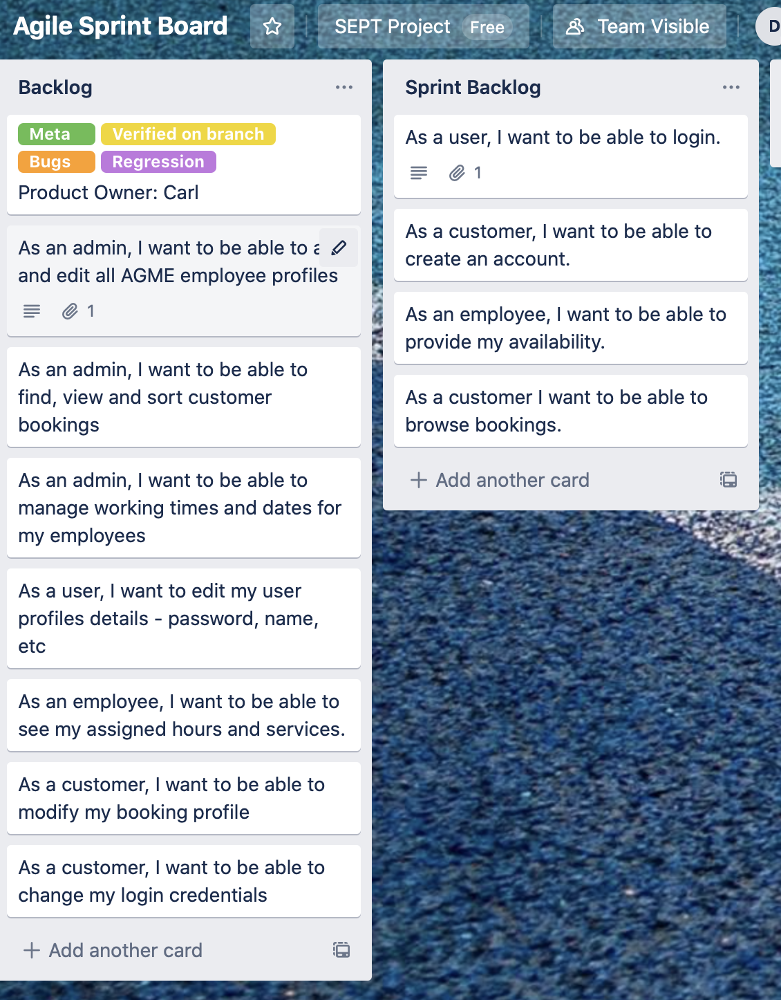 Agile Sprint Board
SEPT Project Free
Team Visible
D
Backlog
Meta
Verified on branch
Bugs
Regression
Product Owner: Carl
As an admin, I want to be able to
and edit all AGME employee profiles
1
As an admin, I want to be able to
find, view and sort customer
bookings
As an admin, I want to be able to
manage working times and dates for
my employees
As a user, I want to edit my user
profiles details - password, name,
etc
As an employee, I want to be able to
see my assigned hours and services.
As a customer, I want to be able to
modify my booking profile
As a customer, I want to be able to
change my login credentials
+ Add another card
Sprint Backlog
As a user, I want to be able to login.
1
As a customer, I want to be able to
create an account.
As an employee, I want to be able to
provide my availability.
As a customer I want to be able to
browse bookings.
+ Add another card